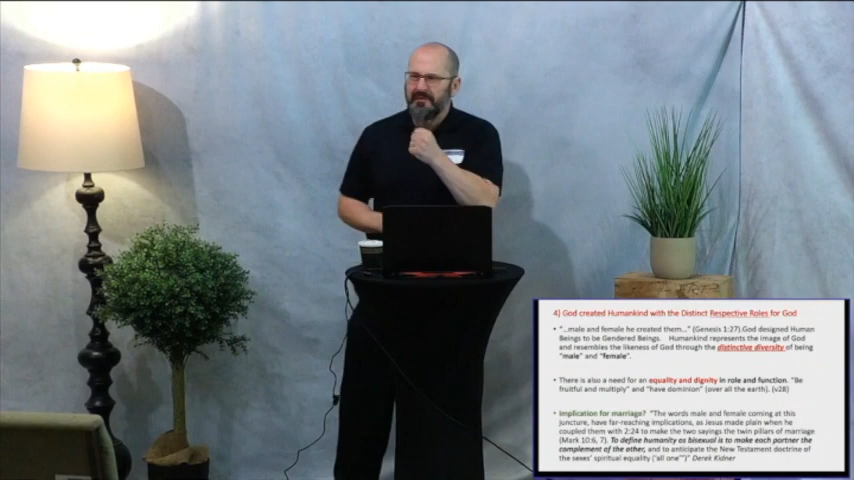 4) God created Humankind with the Distinct Respective Roles for God
• "...male and female he created them..." (Genesis 1:27).God designed Human
Beings to be Gendered Beings. Humankind represents the image of God
and resembles the likeness of God through the distinctive diversity of being
"male" and "female".
• There is also a need for an equality and dignity in role and function. "Be
fruitful and multiply" and "have dominion" (over all the earth). (v28)
• Implication for marriage? "The words male and female coming at this
juncture, have far-reaching implications, as Jesus made plain when he
coupled them with 2:24 to make the two sayings the twin pillars of marriage
(Mark 10:6, 7). To define humanity as bisexual is to make each partner the
complement of the other, and to anticipate the New Testament doctrine of
the sexes' spiritual equality ('all one'")" Derek Kidner